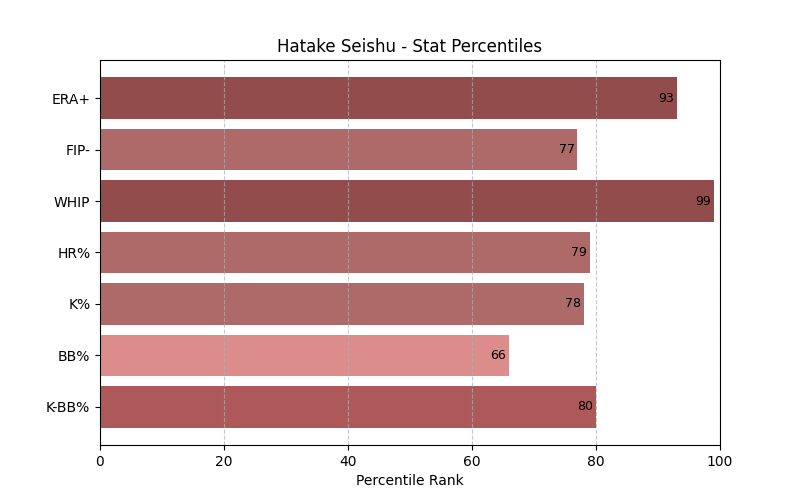 Hatake Seishu - Stat Percentiles
ERA+ 93
FIP- 77
WHIP 99
HR% 79
K% 78
BB% 66
K-BB% 80
0 20 40 60 80 100
Percentile Rank